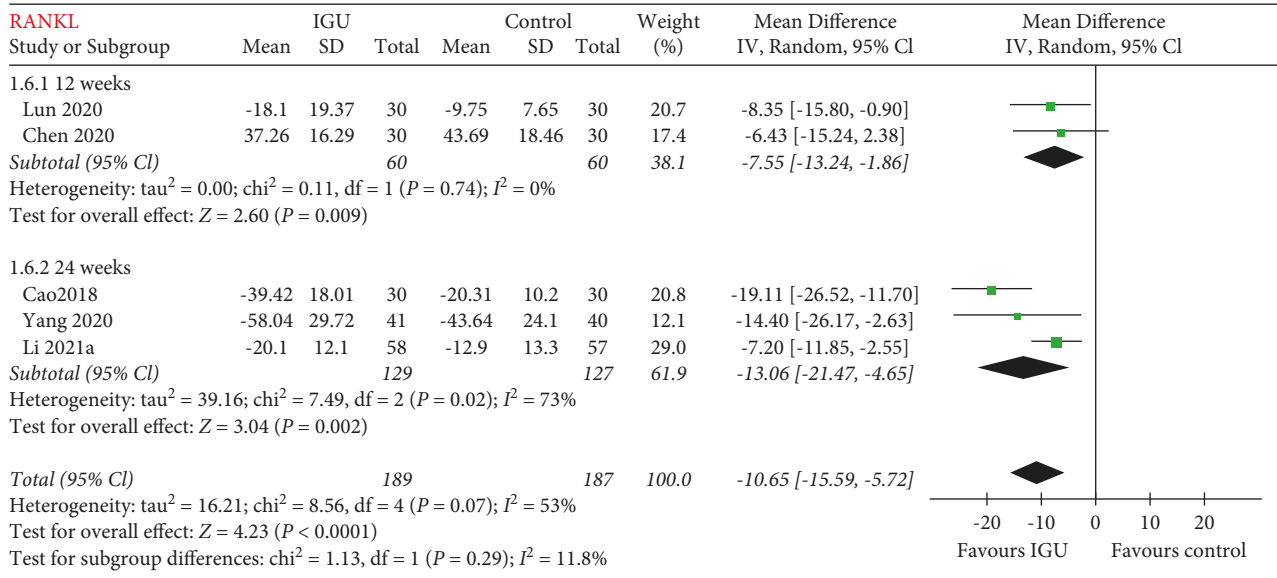 RANKL IGU Control Weight Mean Difference Mean Difference
Study or Subgroup Mean SD Total Mean SD Total (%) IV, Random, 95% Cl IV, Random, 95% Cl
1.6.1 12 weeks
Lun 2020 -18.1 19.37 30 -9.75 7.65 30 20.7 -8.35 [-15.80, -0.90]
Chen 2020 37.26 16.29 30 43.69 18.46 30 17.4 -6.43 [-15.24, 2.38]
Subtotal (95% Cl) 60 60 38.1 -7.55 [-13.24, -1.86]
Heterogeneity: tau² = 0.00; chi² = 0.11, df = 1 (P = 0.74); I² = 0%
Test for overall effect: Z = 2.60 (P = 0.009)
1.6.2 24 weeks
Cao2018 -39.42 18.01 30 -20.31 10.2 30 20.8 -19.11 [-26.52, -11.70]
Yang 2020 -58.04 29.72 41 -43.64 24.1 40 12.1 -14.40 [-26.17, -2.63]
Li 2021a -20.1 12.1 58 -12.9 13.3 57 29.0 -7.20 [-11.85, -2.55]
Subtotal (95% Cl) 129 127 61.9 -13.06 [-21.47, -4.65]
Heterogeneity: tau² = 39.16; chi² = 7.49, df = 2 (P = 0.02); I² = 73%
Test for overall effect: Z = 3.04 (P = 0.002)
Total (95% Cl) 189 187 100.0 -10.65 [-15.59, -5.72]
Heterogeneity: tau² = 16.21; chi² = 8.56, df = 4 (P = 0.07); I² = 53%
Test for overall effect: Z = 4.23 (P < 0.0001)
Test for subgroup differences: chi² = 1.13, df = 1 (P = 0.29); I² = 11.8%
-20 -10 0 10 20
Favours IGU Favours control